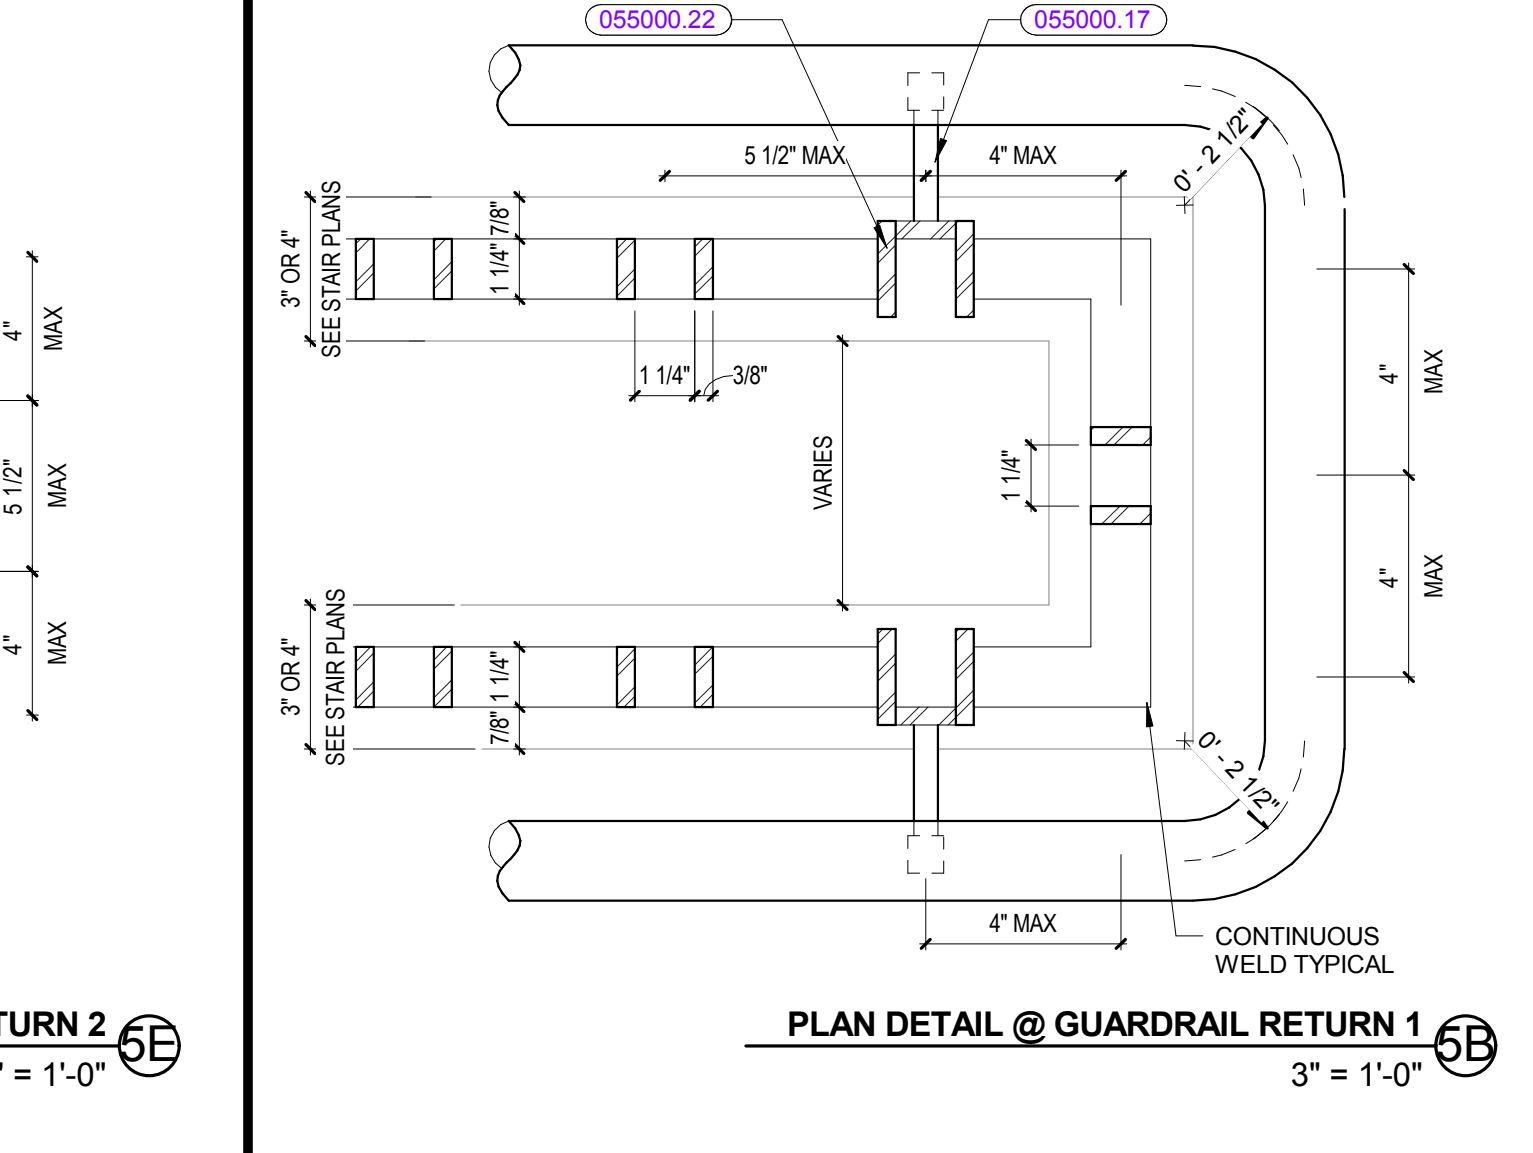 055000.22
055000.17
5 1/2" MAX
4" MAX
0' - 2 1/2"
3" OR 4"
SEE STAIR PLANS
7/8"
1 1/4"
1 1/4"
3/8"
4"
MAX
5 1/2"
MAX
4"
MAX
VARIES
1 1/4"
4"
MAX
4"
MAX
3" OR 4"
SEE STAIR PLANS
1 1/4"
7/8"
0' - 2 1/2"
4" MAX
CONTINUOUS
WELD TYPICAL
TURN 2
5E
" = 1'-0"
PLAN DETAIL @ GUARDRAIL RETURN 1
5B
3" = 1'-0"